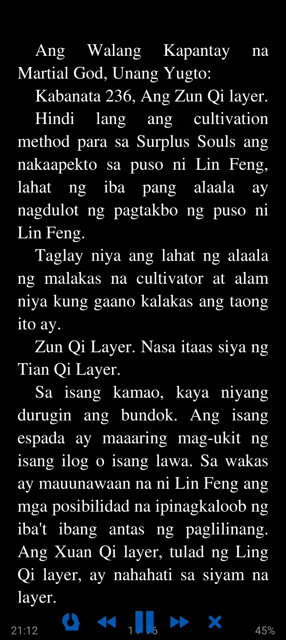 Ang Walang Kapantay na
Martial God, Unang Yugto:
Kabanata 236, Ang Zun Qi layer.
Hindi lang ang cultivation
method para sa Surplus Souls ang
nakaapekto sa puso ni Lin Feng,
lahat ng iba pang alaala ay
nagdulot ng pagtakbo ng puso ni
Lin Feng.
Taglay niya ang lahat ng alaala
ng malakas na cultivator at alam
niya kung gaano kalakas ang taong
ito ay.
Zun Qi Layer. Nasa itaas siya ng
Tian Qi Layer.
Sa isang kamao, kaya niyang
durugin ang bundok. Ang isang
espada ay maaaring mag-ukit ng
isang ilog o isang lawa. Sa wakas
ay mauunawaan na ni Lin Feng ang
mga posibilidad na ipinagkaloob ng
iba't ibang antas ng paglilinang.
Ang Xuan Qi layer, tulad ng Ling
Qi layer, ay nahahati sa siyam na
layer.
21:12
45%